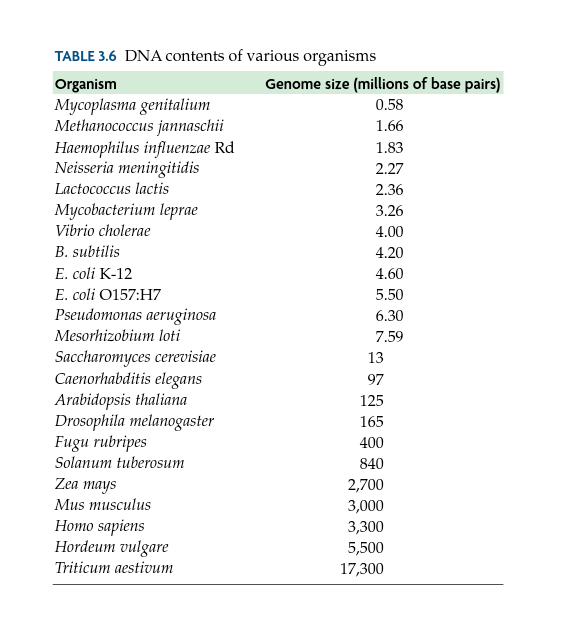 TABLE 3.6 DNA contents of various organisms
Organism Genome size (millions of base pairs)
Mycoplasma genitalium 0.58
Methanococcus jannaschii 1.66
Haemophilus influenzae Rd 1.83
Neisseria meningitidis 2.27
Lactococcus lactis 2.36
Mycobacterium leprae 3.26
Vibrio cholerae 4.00
B. subtilis 4.20
E. coli K-12 4.60
E. coli O157:H7 5.50
Pseudomonas aeruginosa 6.30
Mesorhizobium loti 7.59
Saccharomyces cerevisiae 13
Caenorhabditis elegans 97
Arabidopsis thaliana 125
Drosophila melanogaster 165
Fugu rubripes 400
Solanum tuberosum 840
Zea mays 2,700
Mus musculus 3,000
Homo sapiens 3,300
Hordeum vulgare 5,500
Triticum aestivum 17,300